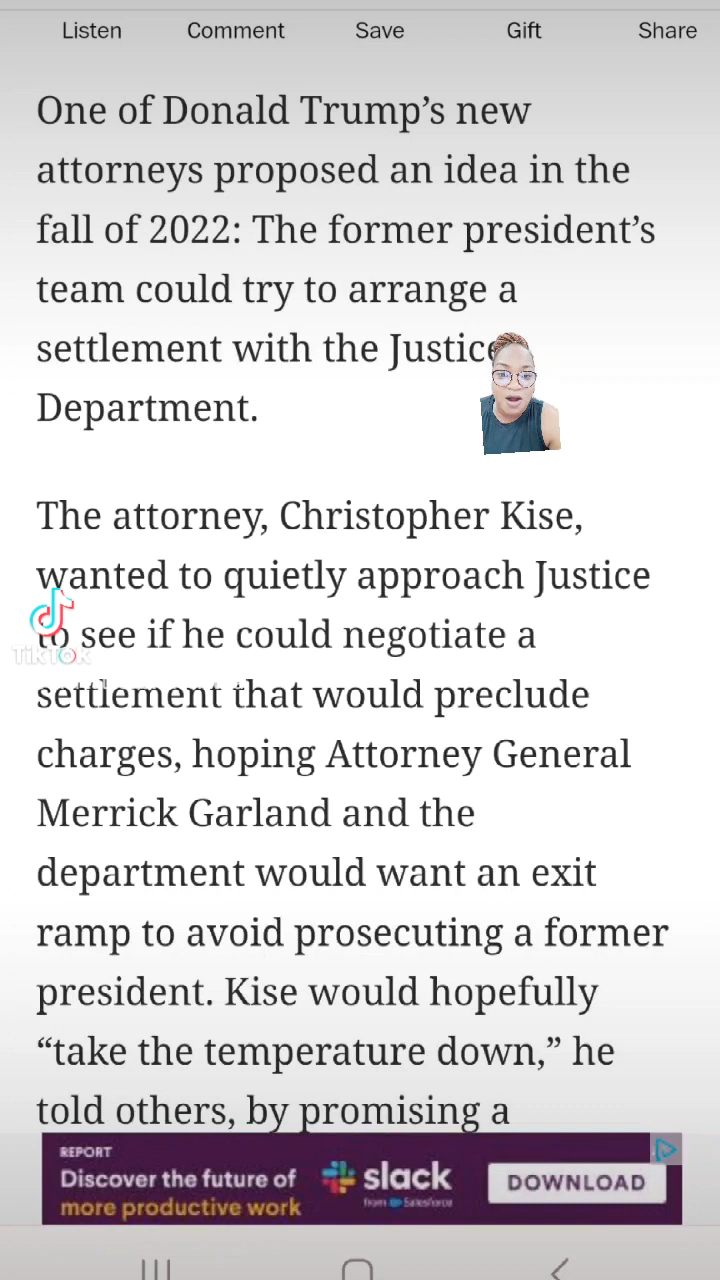 Listen Comment Save Gift Share
One of Donald Trump’s new
attorneys proposed an idea in the
fall of 2022: The former president’s
team could try to arrange a
settlement with the Justice
Department.
The attorney, Christopher Kise,
wanted to quietly approach Justice
to see if he could negotiate a
TikTok
settlement that would preclude
charges, hoping Attorney General
Merrick Garland and the
department would want an exit
ramp to avoid prosecuting a former
president. Kise would hopefully
“take the temperature down,” he
told others, by promising a
REPORT
Discover the future of
more productive work
slack
from Salesforce
DOWNLOAD